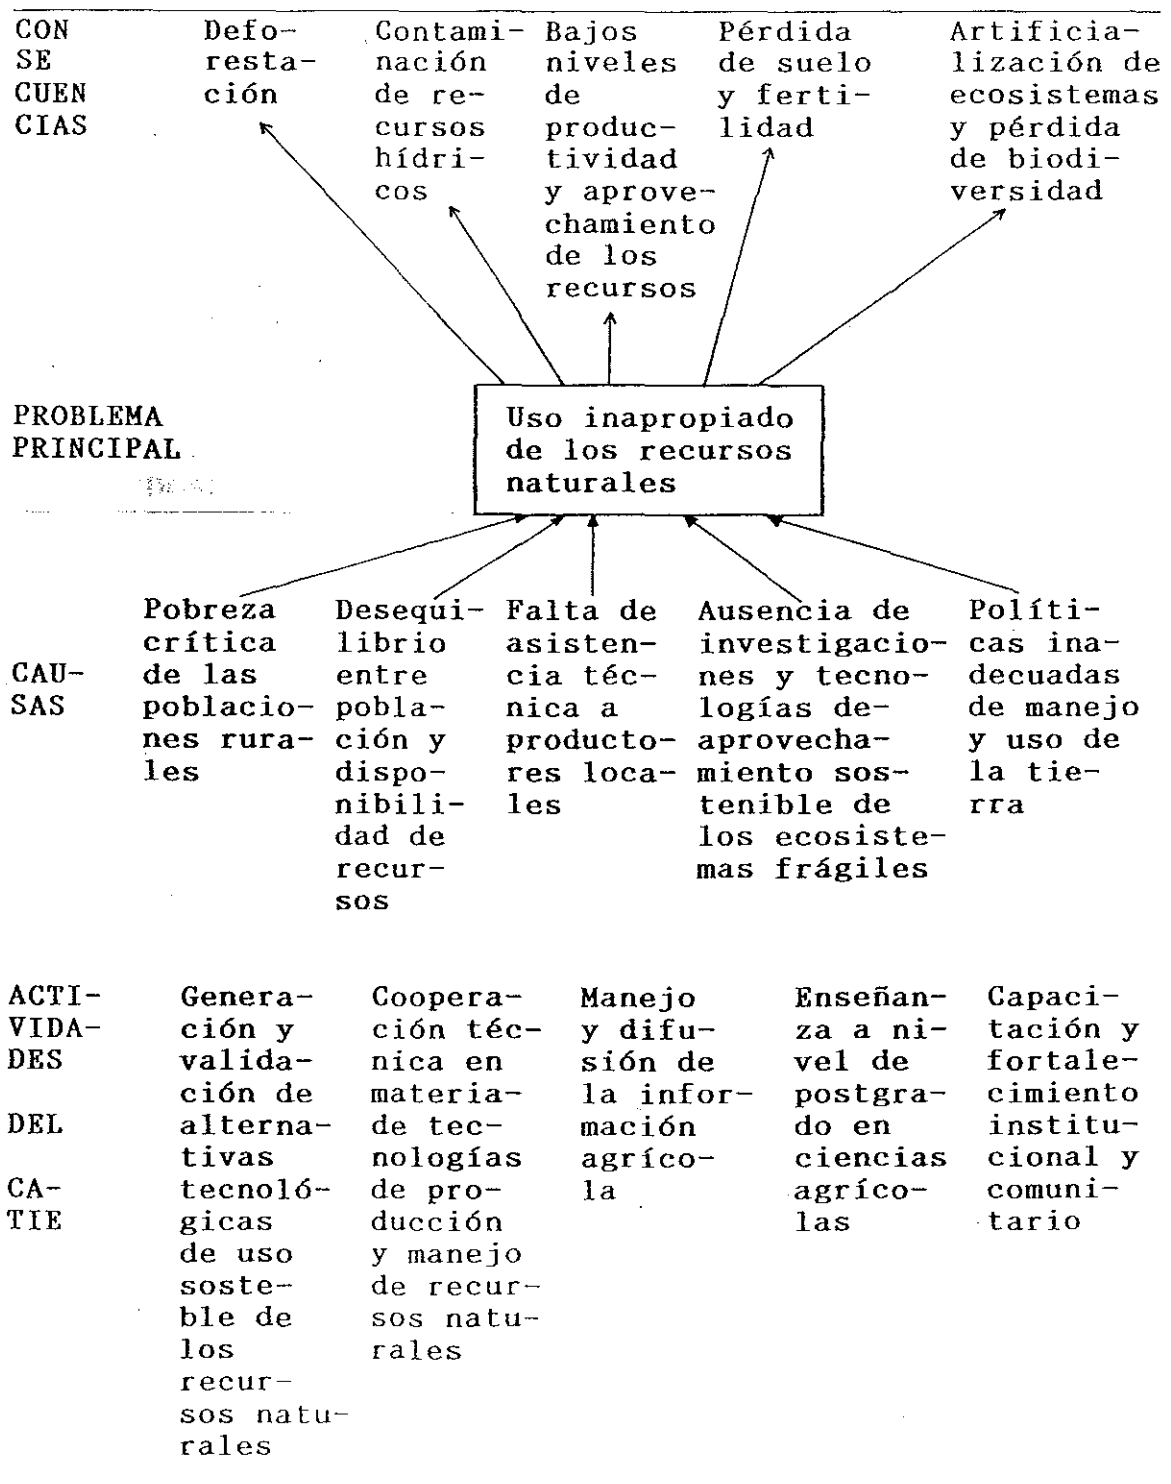 CON
SE
CUEN
CIAS
Defo-
resta-
ción
Contami-
nación
de re-
cursos
hídri-
cos
Bajos
niveles
de
produc-
tividad
y aprove-
chamiento
de los
recursos
Pérdida
de suelo
y ferti-
lidad
Artificia-
lización de
ecosistemas
y pérdida
de biodi-
versidad
PROBLEMA
PRINCIPAL
Uso inapropiado
de los recursos
naturales
CAU-
SAS
Pobreza
crítica
de las
poblacio-
nes rura-
les
Desequi-
librio
entre
pobla-
ción y
dispo-
nibili-
dad de
recur-
sos
Falta de
asisten-
cia téc-
nica a
producto-
res loca-
les
Ausencia de
investigacio-
nes y tecno-
logías de-
aprovecha-
miento sos-
tenible de
los ecosiste-
mas frágiles
Políti-
cas ina-
decuadas
de manejo
y uso de
la tie-
rra
ACTI-
VIDA-
DES
DEL
CA-
TIE
Genera-
ción y
valida-
ción de
alterna-
tivas
tecnoló-
gicas
de uso
soste-
ble de
los
recur-
sos natu-
rales
Coopera-
ción téc-
nica en
materia-
de tec-
nologías
de pro-
ducción
y manejo
de recur-
sos natu-
rales
Manejo
y difu-
sión de
la infor-
mación
agríco-
la
Enseñan-
za a ni-
vel de
postgra-
do en
ciencias
agríco-
las
Capaci-
tación y
fortale-
cimiento
institu-
cional y
comuni-
tario